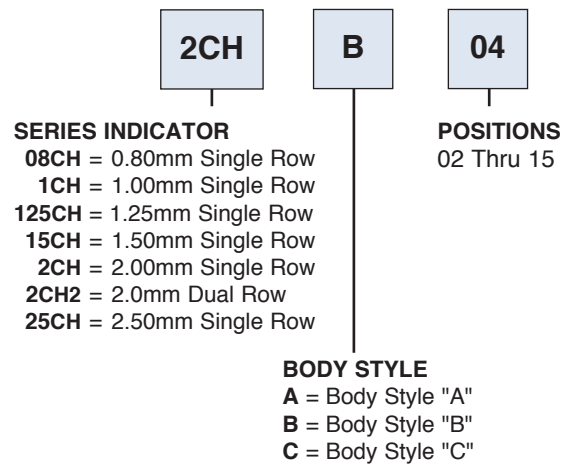 2CH B 04
SERIES INDICATOR
08CH = 0.80mm Single Row
1CH = 1.00mm Single Row
125CH = 1.25mm Single Row
15CH = 1.50mm Single Row
2CH = 2.00mm Single Row
2CH2 = 2.0mm Dual Row
25CH = 2.50mm Single Row
POSITIONS
02 Thru 15
BODY STYLE
A = Body Style "A"
B = Body Style "B"
C = Body Style "C"